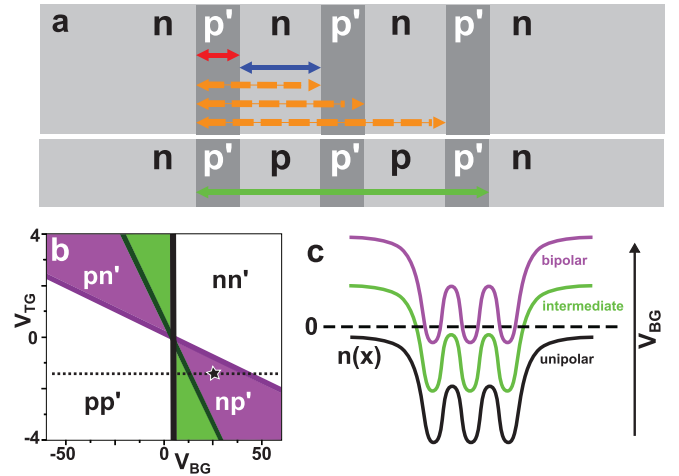 a
n p' n p' n p' n
n p' p p' p p' n
b
4
0
-4
V_TG
pn'
nn'
pp'
np'
-50 0 50
V_BG
c
bipolar
intermediate
0
n(x)
unipolar
V_BG